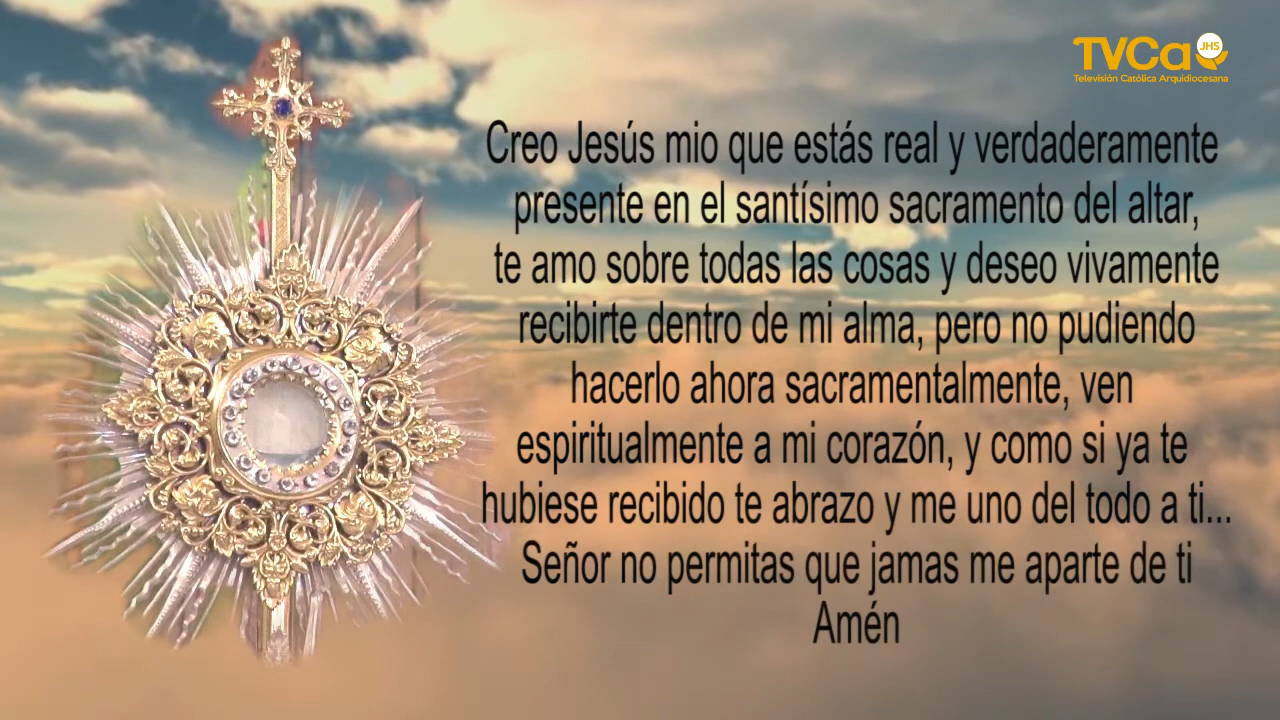 TVCa
JHS
Televisión Católica Arquidiocesana
Creo Jesús mio que estás real y verdaderamente
presente en el santísimo sacramento del altar,
te amo sobre todas las cosas y deseo vivamente
recibirte dentro de mi alma, pero no pudiendo
hacerlo ahora sacramentalmente, ven
espiritualmente a mi corazón, y como si ya te
hubiese recibido te abrazo y me uno del todo a ti...
Señor no permitas que jamas me aparte de ti
Amén